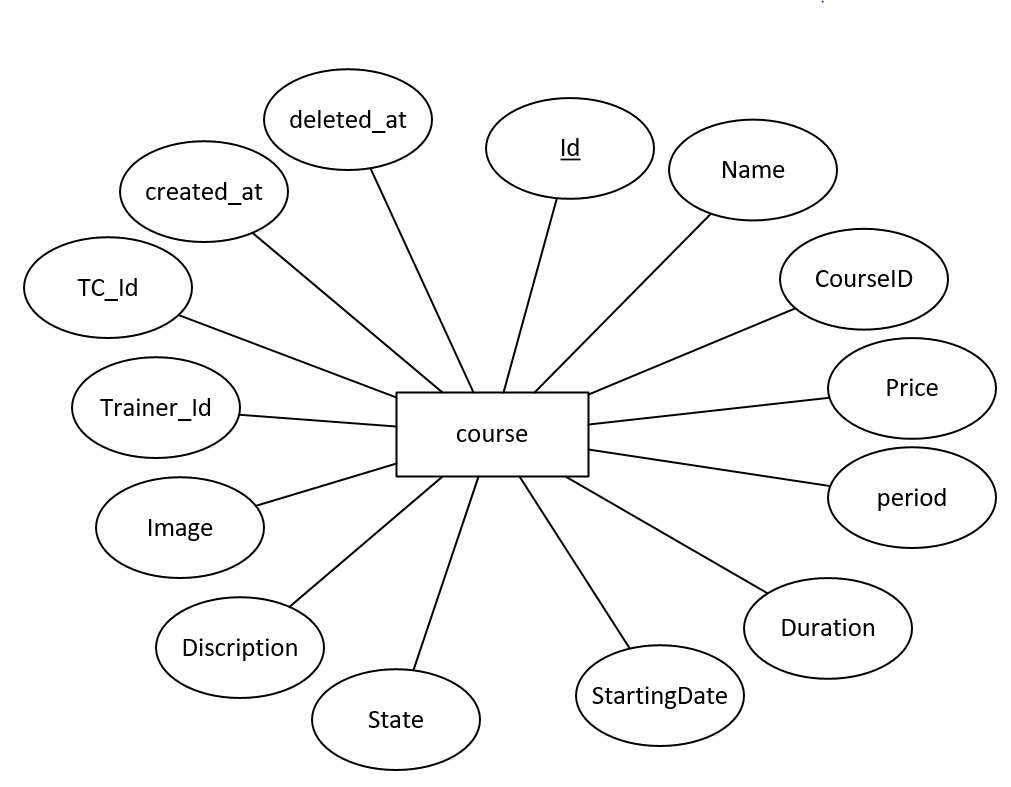 deleted_at
Id
Name
created_at
CourseID
TC_Id
Price
Trainer_Id
course
period
Image
Duration
Discription
StartingDate
State